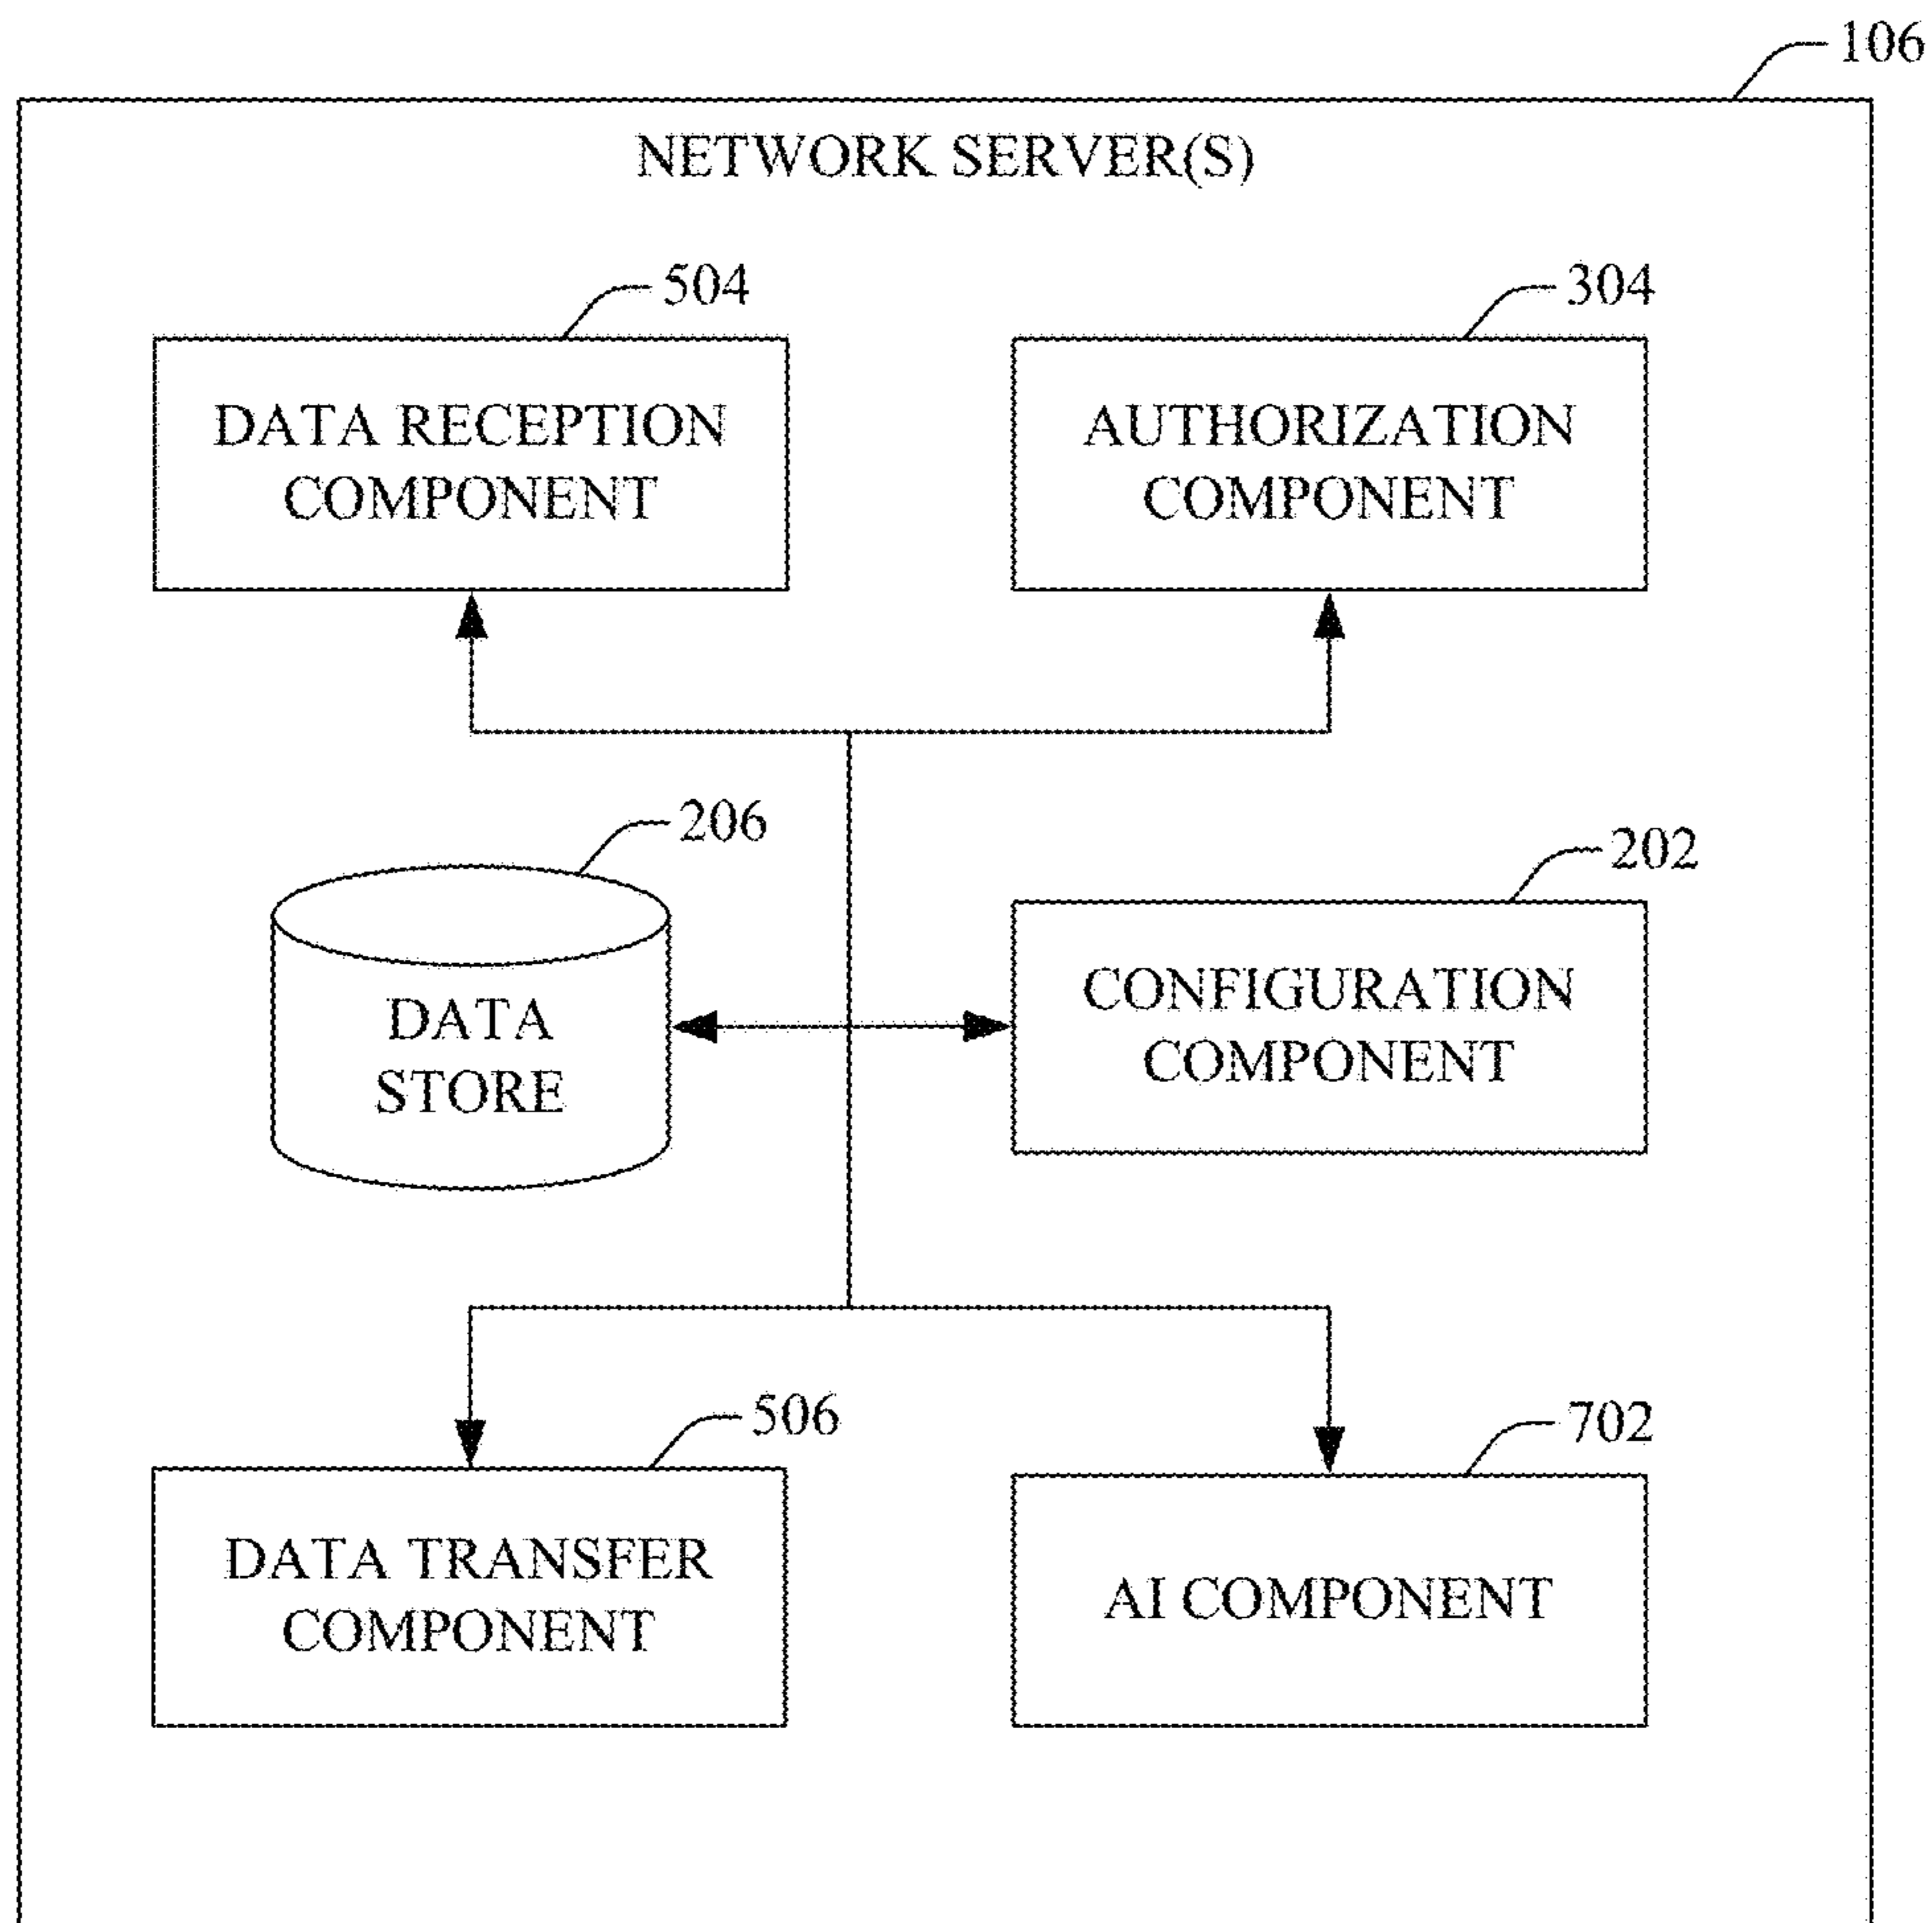 106
NETWORK SERVER(S)
504
304
DATA RECEPTION
COMPONENT
AUTHORIZATION
COMPONENT
206
202
DATA
STORE
CONFIGURATION
COMPONENT
506
702
DATA TRANSFER
COMPONENT
AI COMPONENT